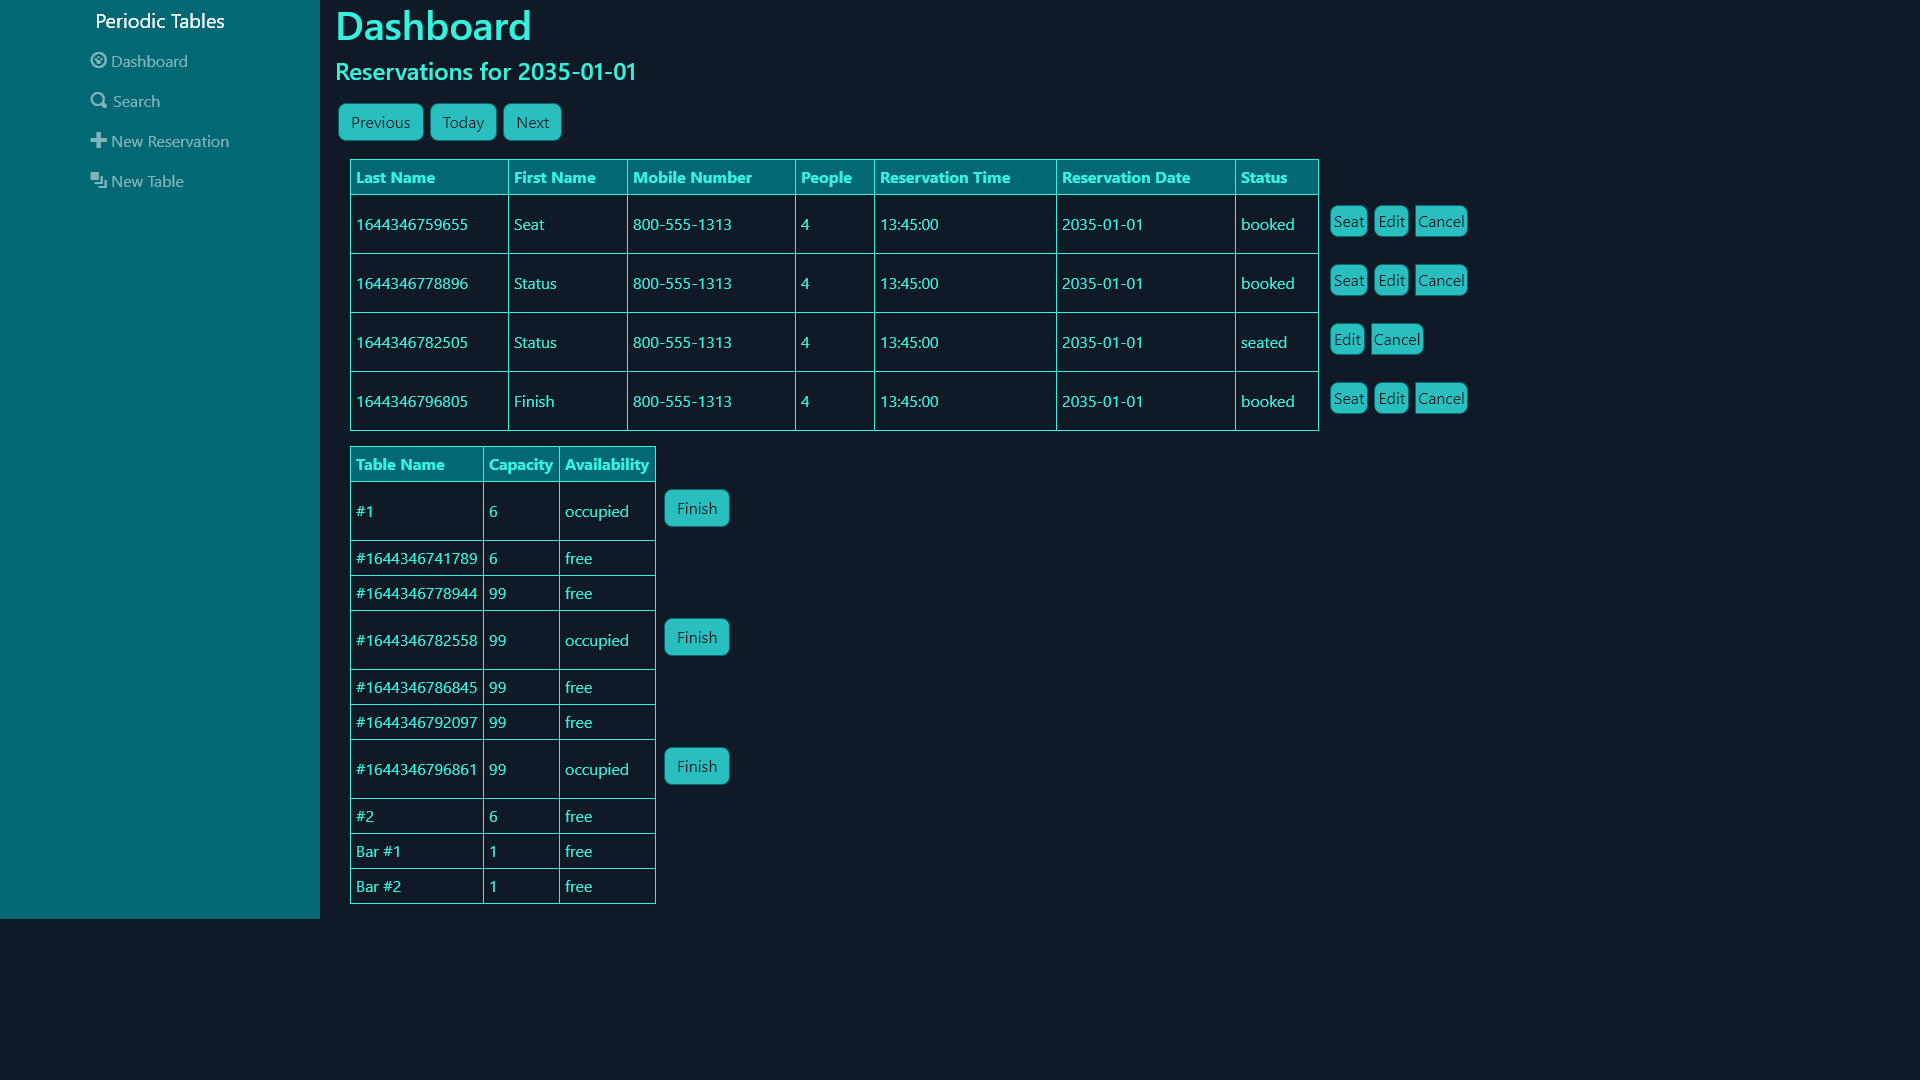 Periodic Tables
Dashboard
Search
New Reservation
New Table
Dashboard
Reservations for 2035-01-01
Previous Today Next
Last Name First Name Mobile Number People Reservation Time Reservation Date Status
1644346759655 Seat 800-555-1313 4 13:45:00 2035-01-01 booked Seat Edit Cancel
1644346778896 Status 800-555-1313 4 13:45:00 2035-01-01 booked Seat Edit Cancel
1644346782505 Status 800-555-1313 4 13:45:00 2035-01-01 seated Edit Cancel
1644346796805 Finish 800-555-1313 4 13:45:00 2035-01-01 booked Seat Edit Cancel
Table Name Capacity Availability
#1 6 occupied Finish
#1644346741789 6 free
#1644346778944 99 free
#1644346782558 99 occupied Finish
#1644346786845 99 free
#1644346792097 99 free
#1644346796861 99 occupied Finish
#2 6 free
Bar #1 1 free
Bar #2 1 free